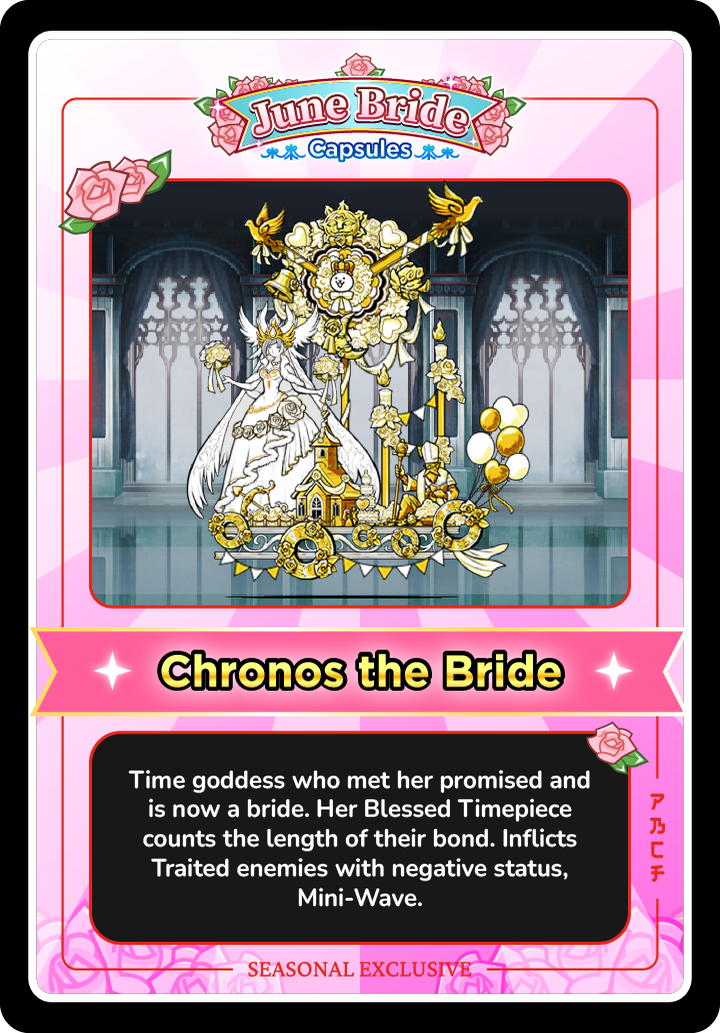 June Bride
Capsules
Chronos the Bride
Time goddess who met her promised and
is now a bride. Her Blessed Timepiece
counts the length of their bond. Inflicts
Traited enemies with negative status,
Mini-Wave.
SEASONAL EXCLUSIVE